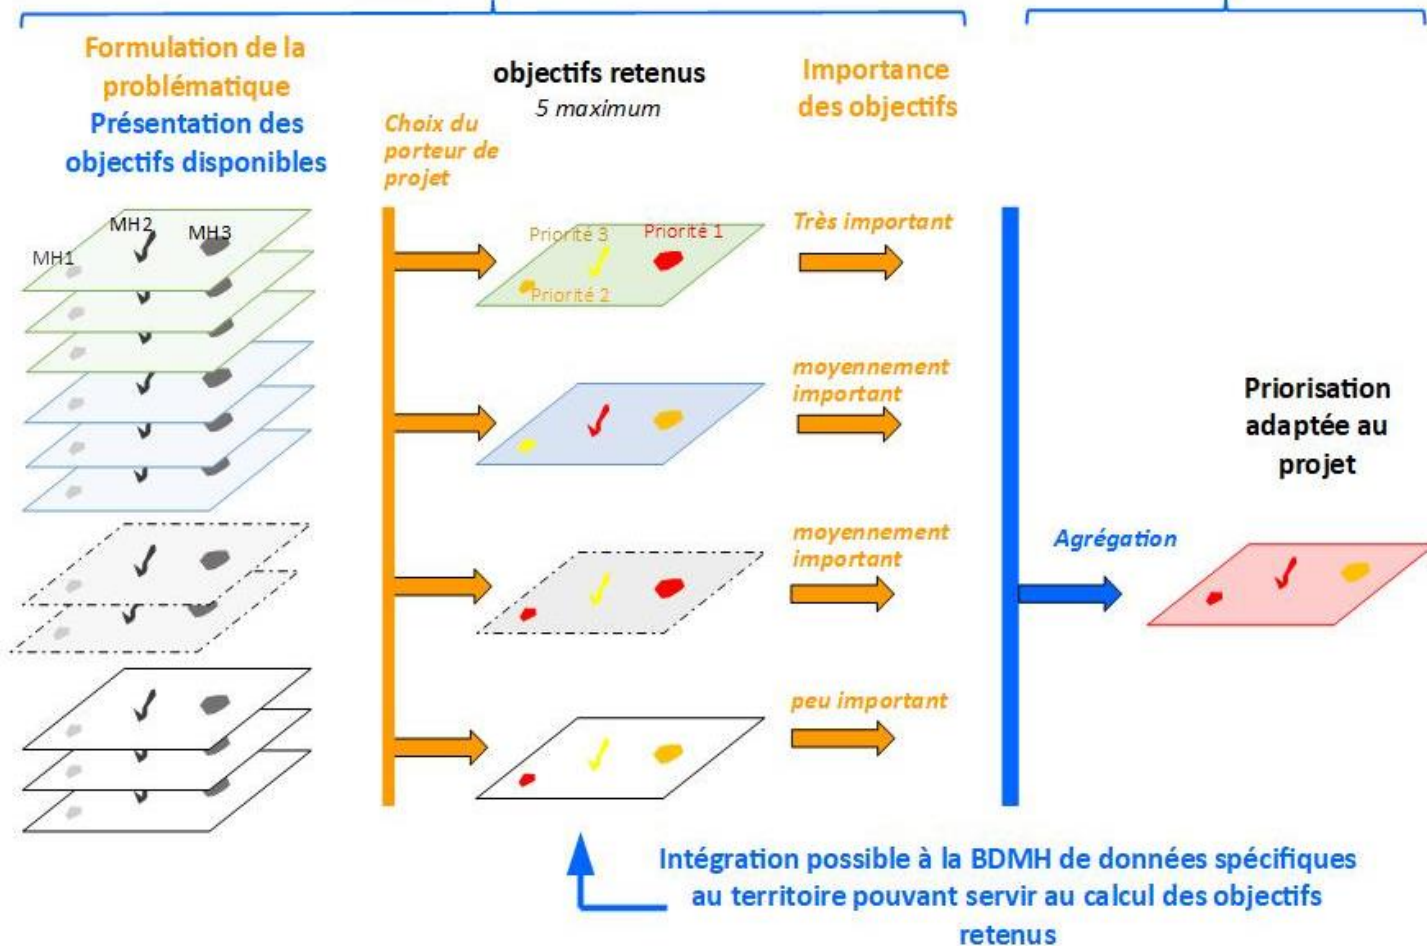 Formulation de la
problématique
Présentation des
objectifs disponibles
Choix du
porteur de
projet
objectifs retenus
5 maximum
Importance
des objectifs
MH1
MH2
MH3
Priorité 3
Priorité 1
Priorité 2
Très important
moyennement
important
moyennement
important
peu important
Agrégation
Priorisation
adaptée au
projet
Intégration possible à la BDMH de données spécifiques
au territoire pouvant servir au calcul des objectifs
retenus